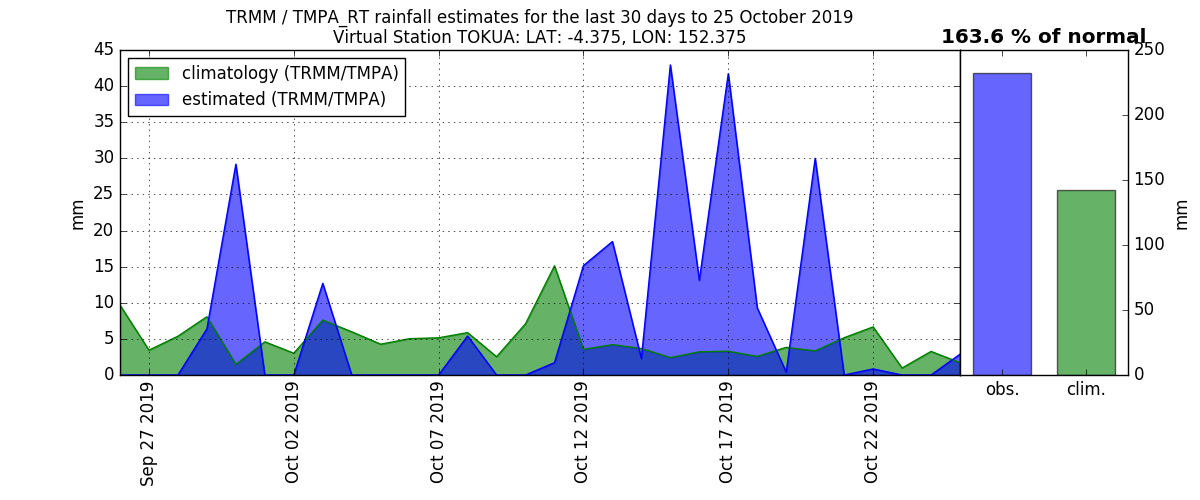 TRMM / TMPA_RT rainfall estimates for the last 30 days to 25 October 2019
Virtual Station TOKUA: LAT: -4.375, LON: 152.375
163.6 % of normal
climatology (TRMM/TMPA)
estimated (TRMM/TMPA)
45
40
35
30
25
20
15
10
5
0
mm
Sep 27 2019
Oct 02 2019
Oct 07 2019
Oct 12 2019
Oct 17 2019
Oct 22 2019
250
200
150
100
50
0
mm
obs.
clim.